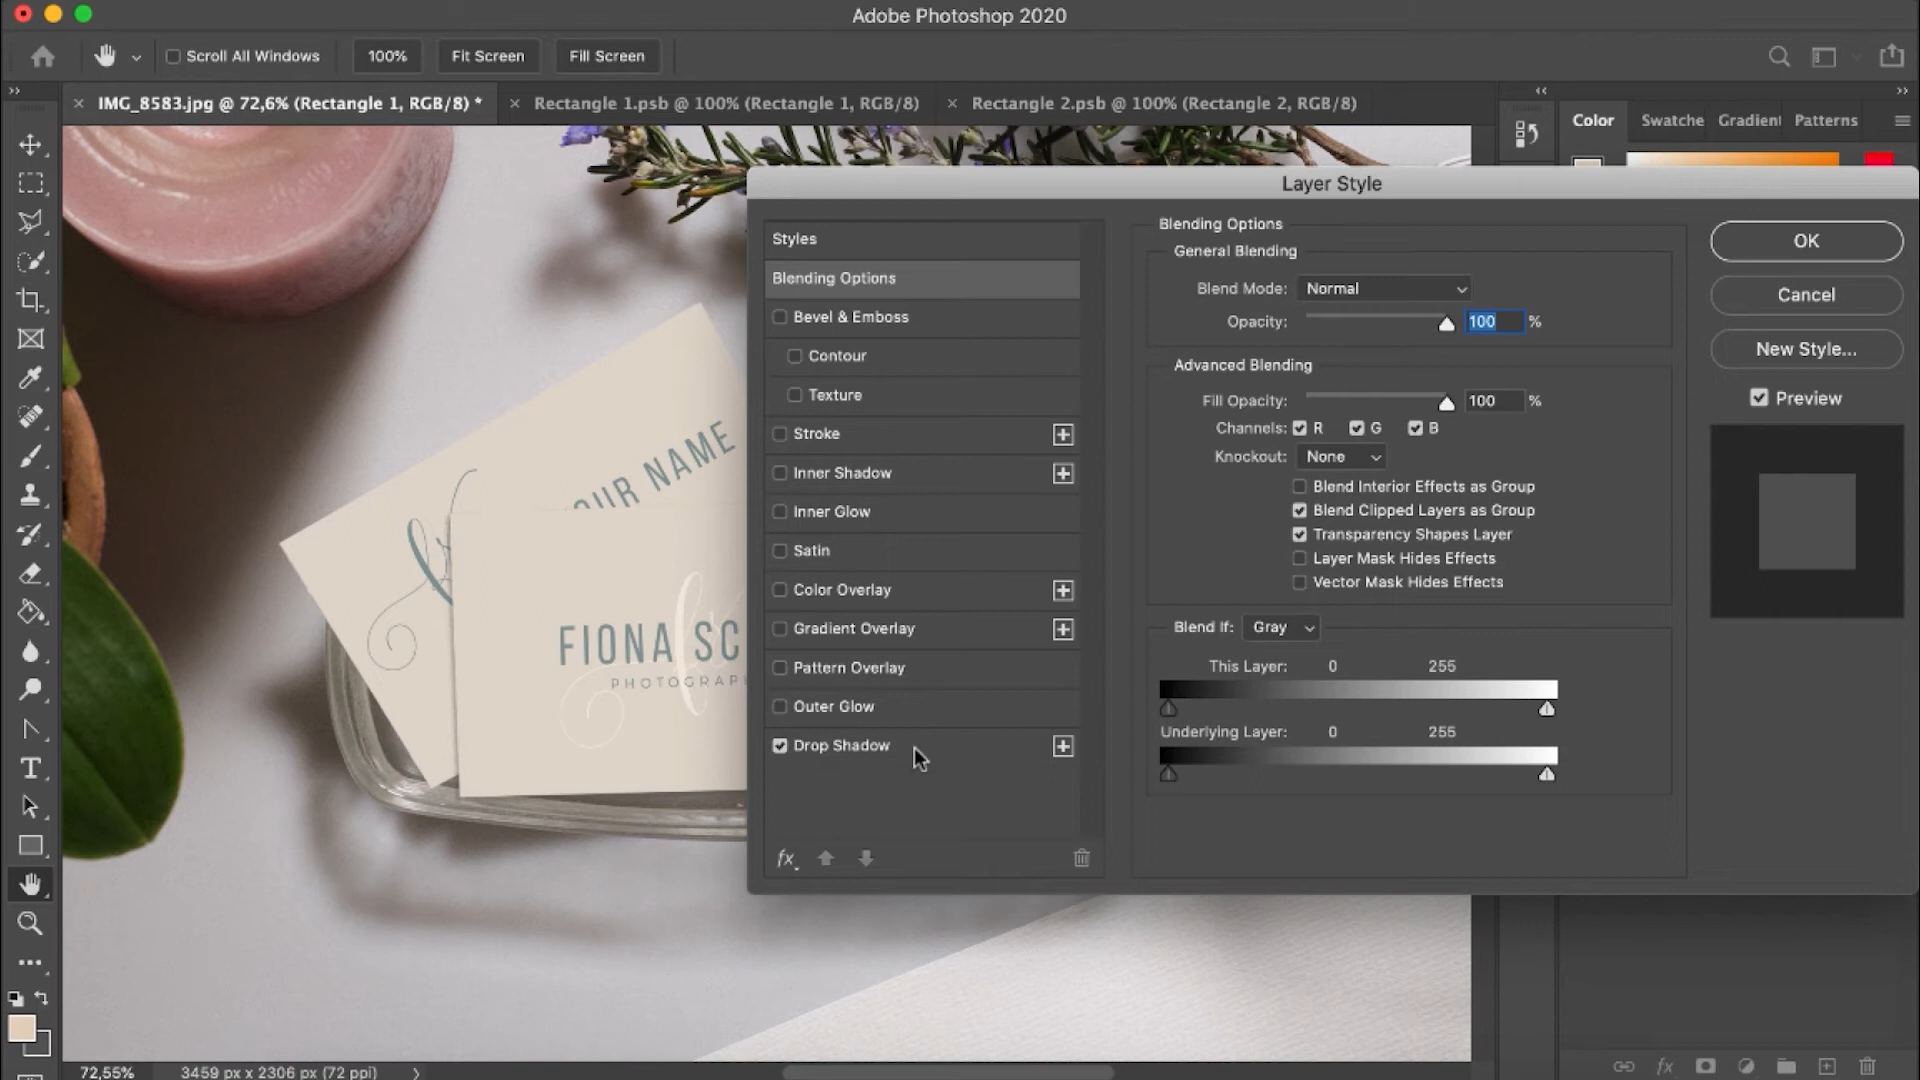 Adobe Photoshop 2020
Scroll All Windows
100%
Fit Screen
Fill Screen
IMG_8583.jpg @ 72,6% (Rectangle 1, RGB/8) *
Rectangle 1.psb @ 100% (Rectangle 1, RGB/8)
Rectangle 2.psb @ 100% (Rectangle 2, RGB/8)
Color
Swatche
Gradient
Patterns
Layer Style
Styles
Blending Options
Bevel & Emboss
Contour
Texture
Stroke
Inner Shadow
Inner Glow
Satin
Color Overlay
Gradient Overlay
Pattern Overlay
Outer Glow
Drop Shadow
fx
Blending Options
General Blending
Blend Mode: Normal
Opacity: 100 %
Advanced Blending
Fill Opacity: 100 %
Channels: R G B
Knockout: None
Blend Interior Effects as Group
Blend Clipped Layers as Group
Transparency Shapes Layer
Layer Mask Hides Effects
Vector Mask Hides Effects
Blend If: Gray
This Layer: 0 255
Underlying Layer: 0 255
OK
Cancel
New Style...
Preview
OUR NAME
FIONA SC
PHOTOGRAPH
72,55%
3459 px x 2306 px (72 ppi)
fx